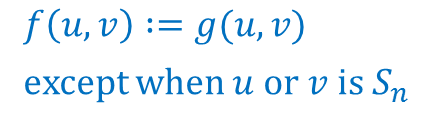 f(u, v) := g(u, v)
except when u or v is Sₙ